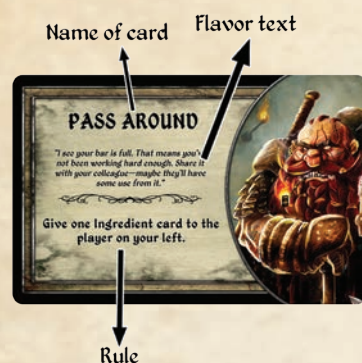 Name of card
Flavor text
PASS AROUND
"I see your bar is full. That means you've
not been working hard enough. Share it
with your colleague—maybe they'll have
some use from it."
Give one Ingredient card to the
player on your left.
Rule